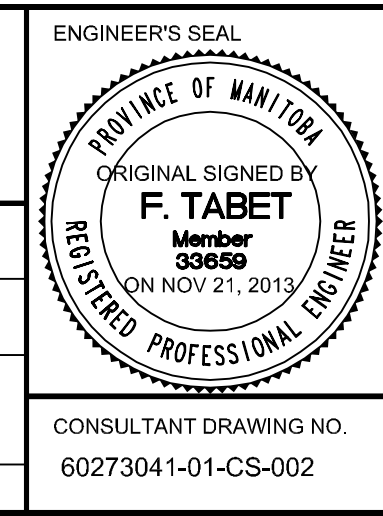 ENGINEER'S SEAL
PROVINCE OF MANITOBA
ORIGINAL SIGNED BY
F. TABET
Member
33659
ON NOV 21, 2013
REGISTERED PROFESSIONAL ENGINEER
CONSULTANT DRAWING NO.
60273041-01-CS-002